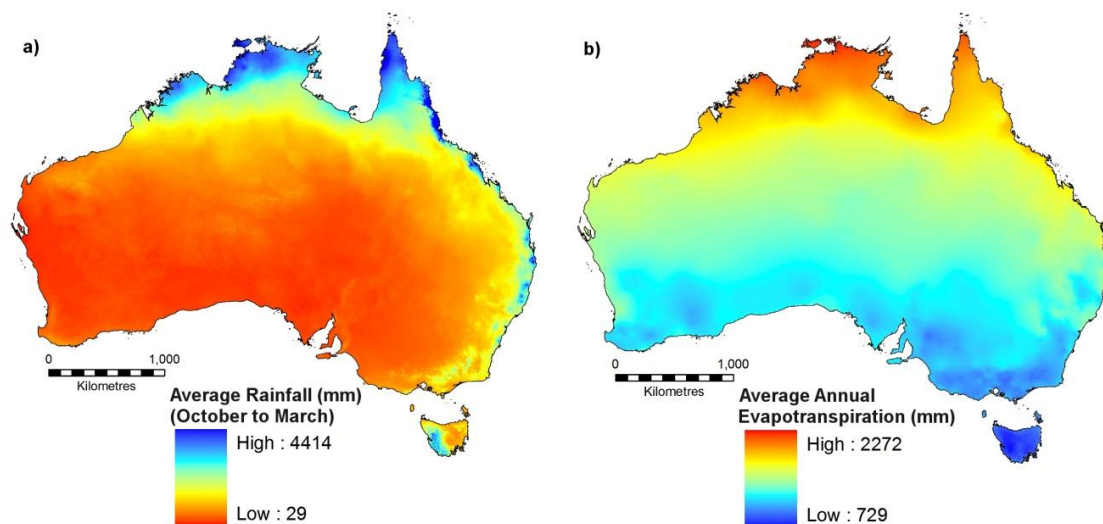 a)
0 1,000
Kilometres
Average Rainfall (mm)
(October to March)
High : 4414
Low : 29
b)
0 1,000
Kilometres
Average Annual
Evapotranspiration (mm)
High : 2272
Low : 729